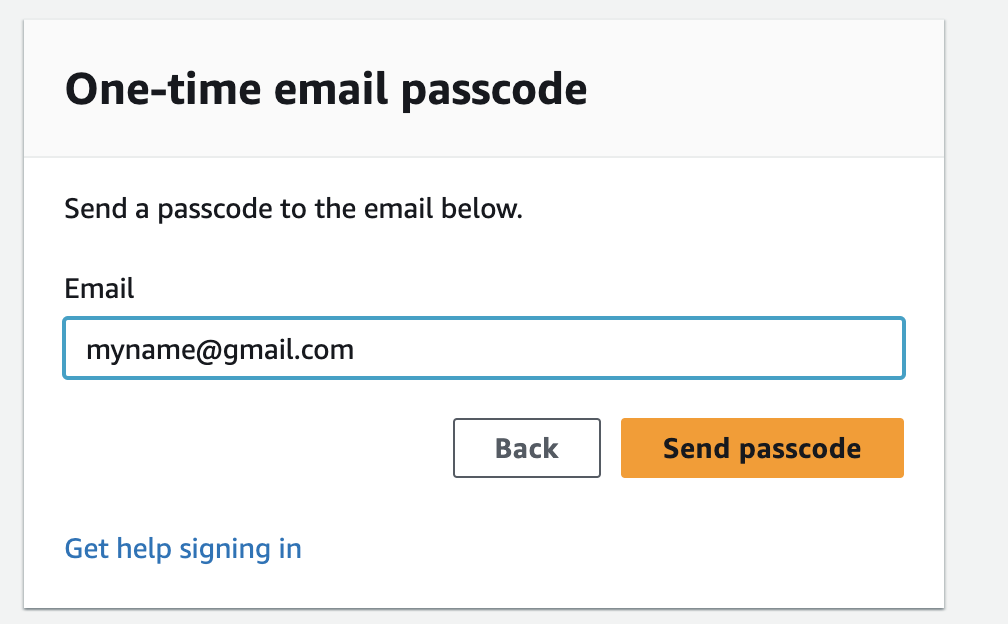 One-time email passcode
Send a passcode to the email below.
Email
myname@gmail.com
Back
Send passcode
Get help signing in